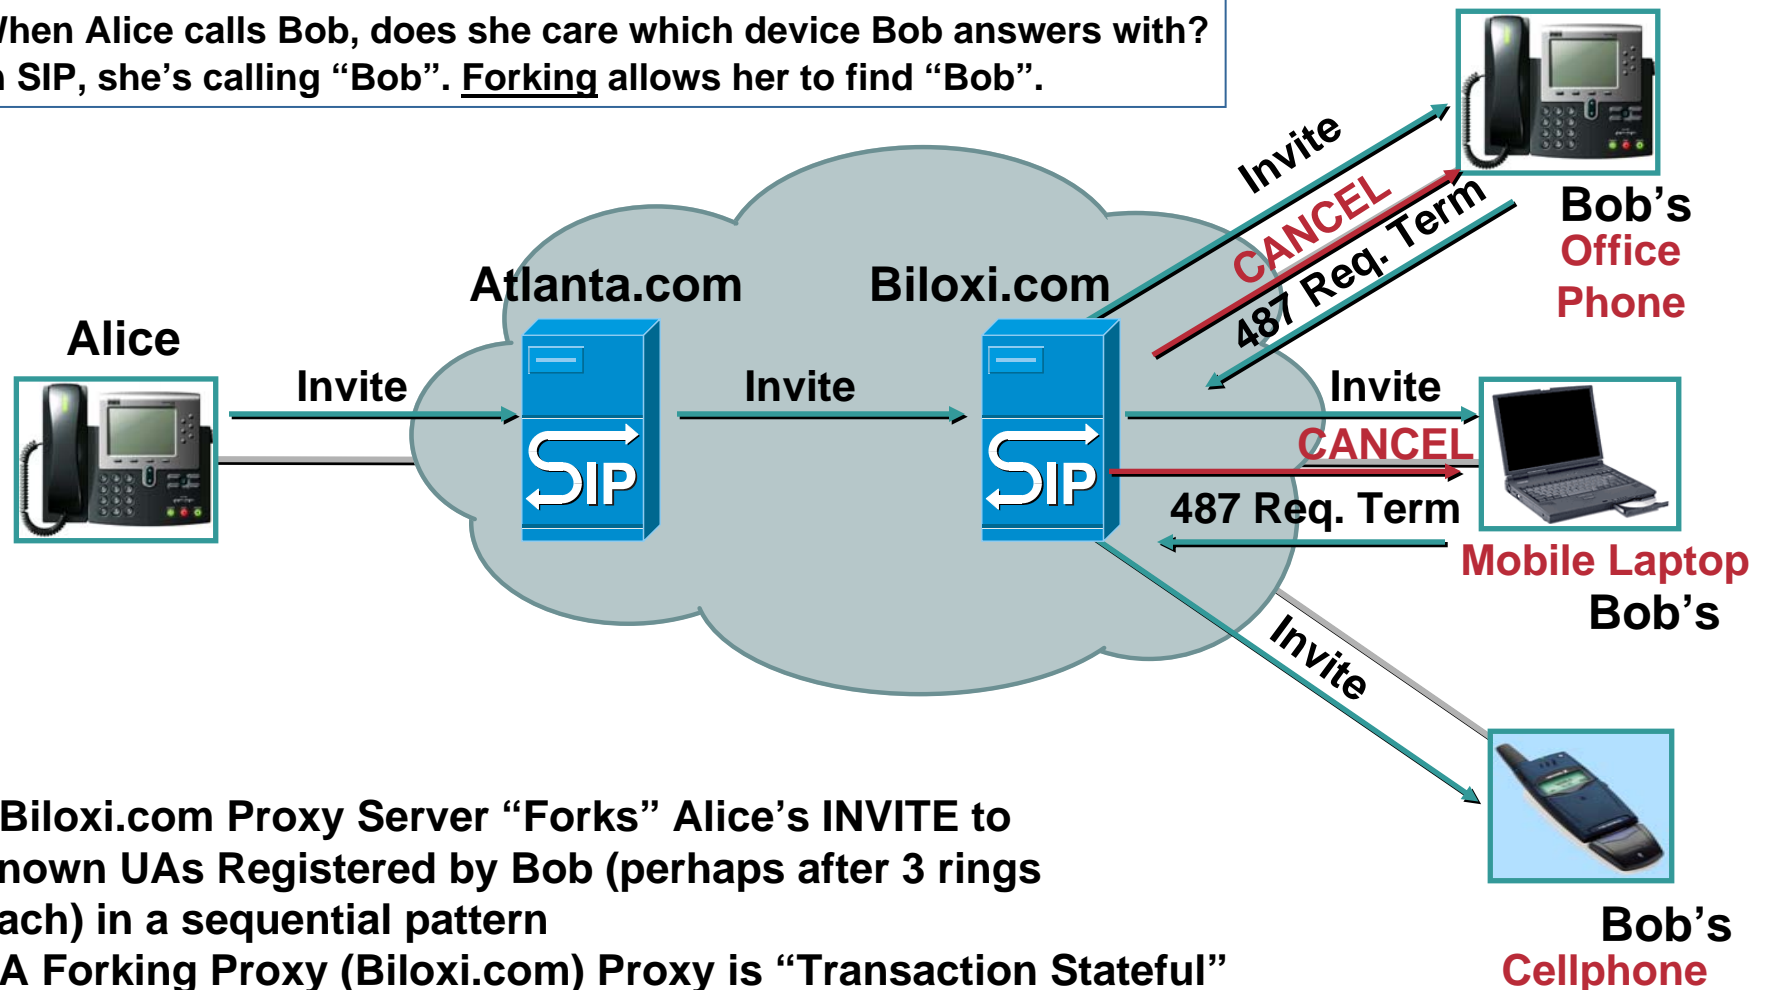 hen Alice calls Bob, does she care which device Bob answers with?
SIP, she's calling “Bob”. Forking allows her to find “Bob”.
Invite
CANCEL
487 Req. Term
Bob's
Office
Phone
Atlanta.com
Biloxi.com
Alice
Invite
Invite
Invite
CANCEL
SIP
SIP
487 Req. Term
Mobile Laptop
Bob's
Invite
Biloxi.com Proxy Server “Forks” Alice's INVITE to
nown UAs Registered by Bob (perhaps after 3 rings
ach) in a sequential pattern
A Forking Proxy (Biloxi.com) Proxy is “Transaction Stateful”
Bob's
Cellphone